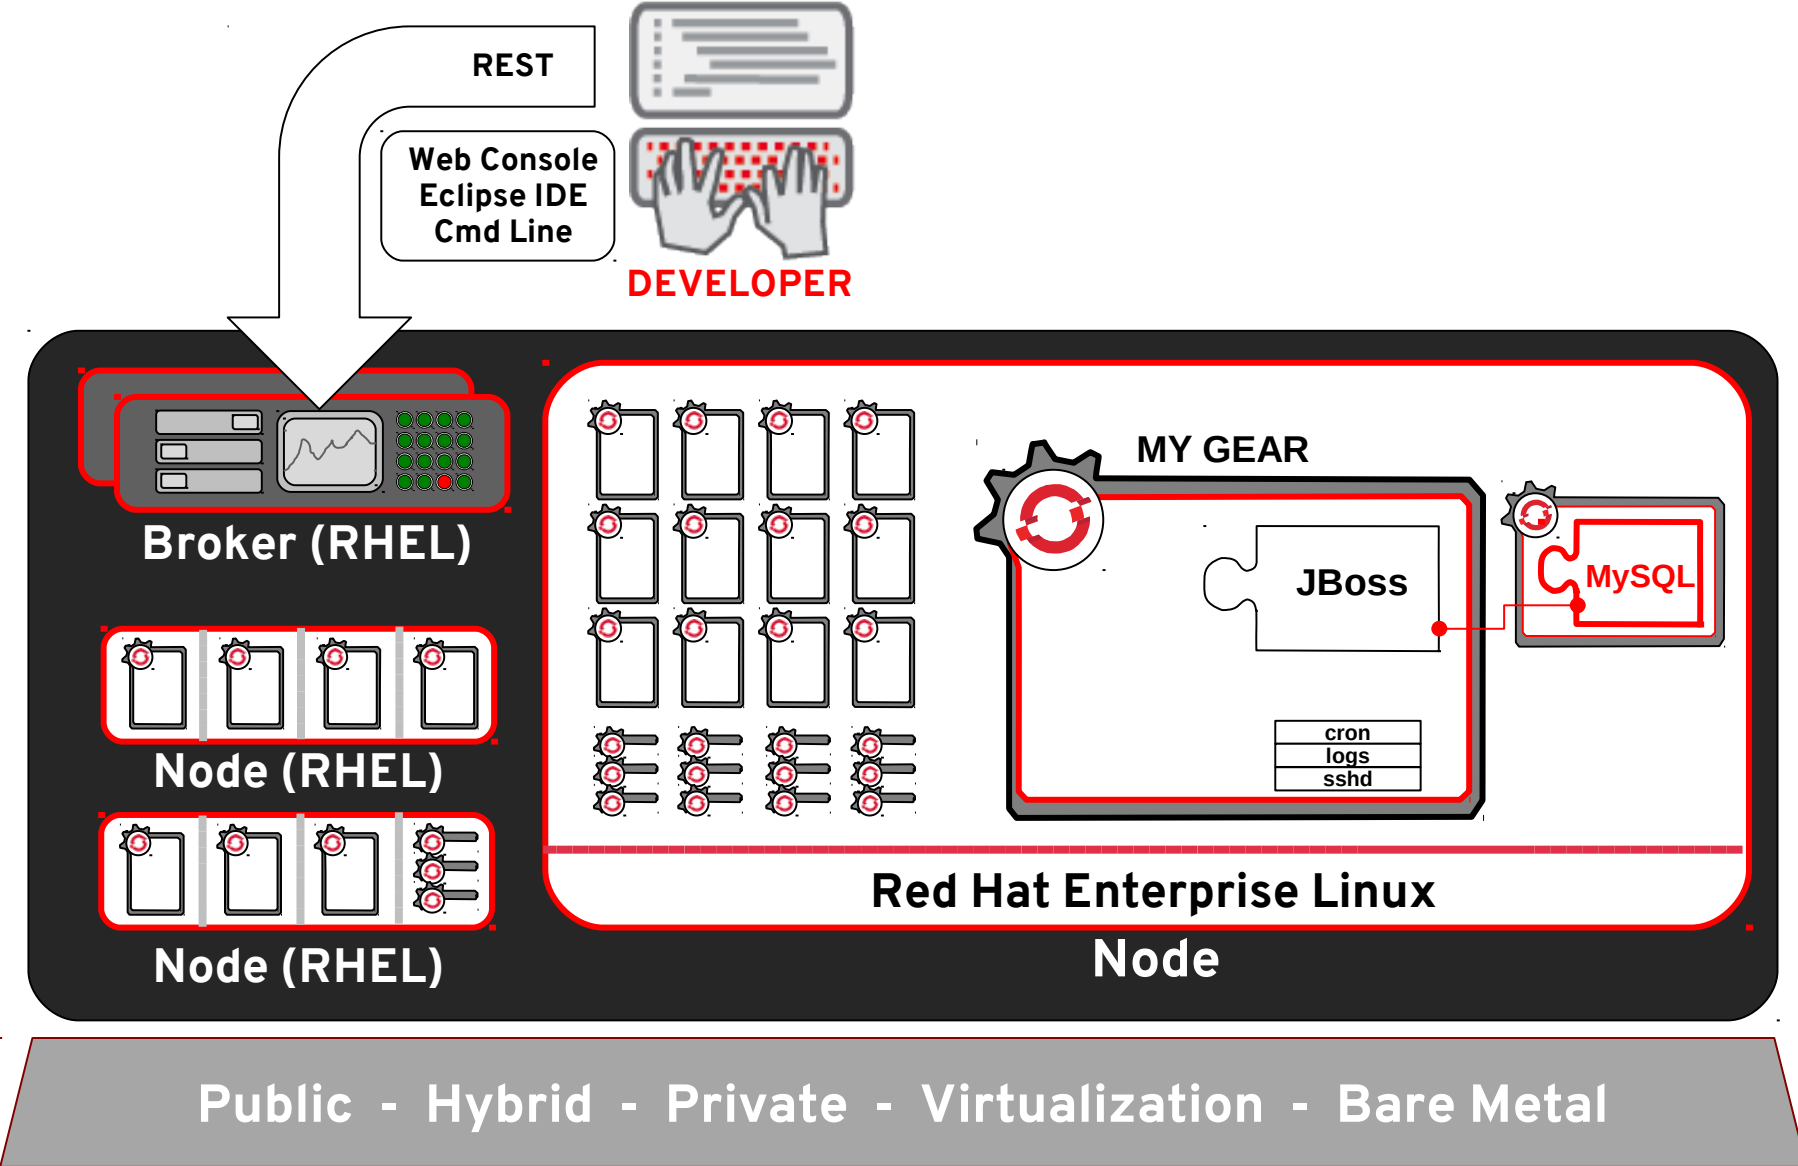 REST
Web Console
Eclipse IDE
Cmd Line
DEVELOPER
Broker (RHEL)
Node (RHEL)
Node (RHEL)
MY GEAR
JBoss
MySQL
cron
logs
sshd
Red Hat Enterprise Linux
Node
Public - Hybrid - Private - Virtualization - Bare Metal